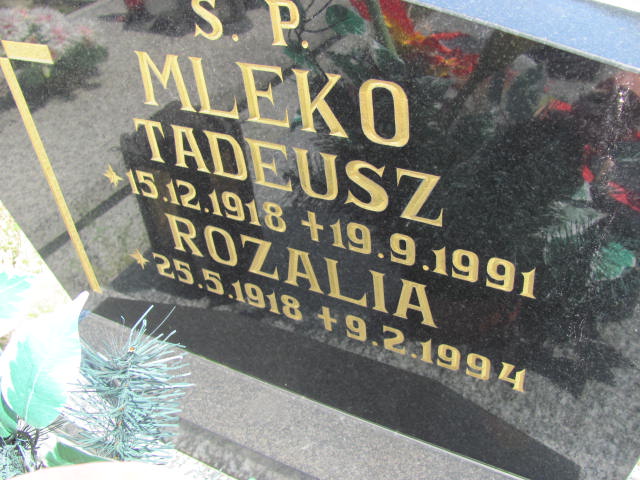 S. P.
MLEKO
TADEUSZ
*15.12.1918 +19.9.1991
ROZALIA
*25.5.1918 +9.2.1994